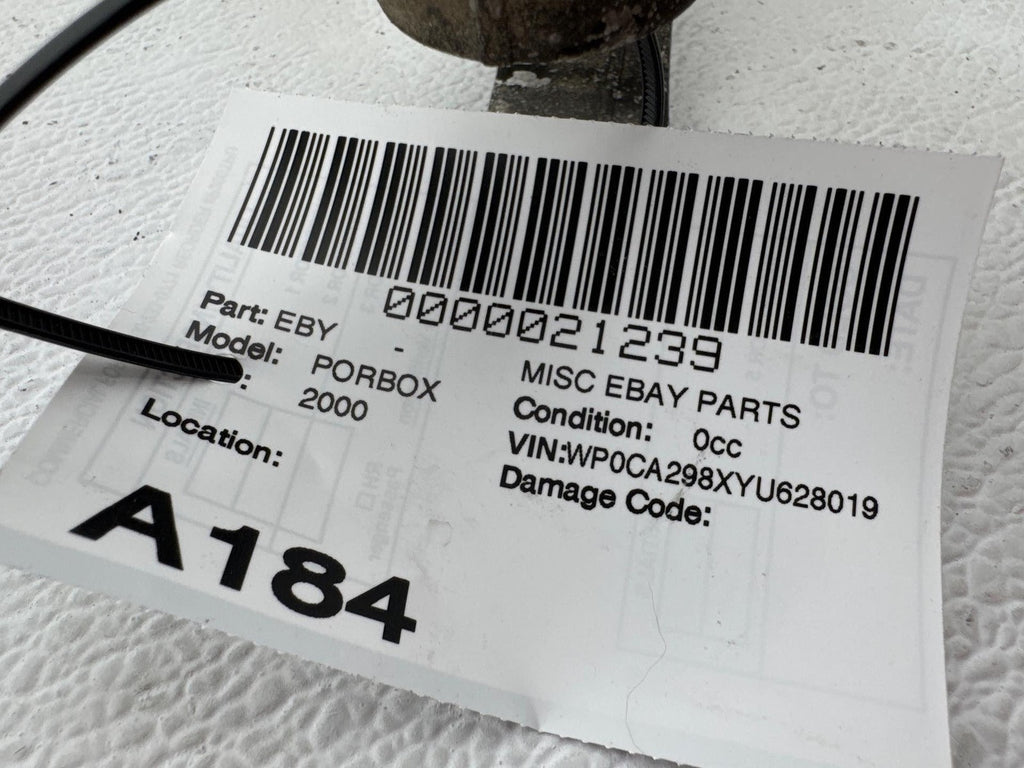 0000021239
Part: EBY - MISC EBAY PARTS
Model: PORBOX Condition: 0cc
: 2000 VIN:WP0CA298XYU628019
Location: Damage Code:
A184